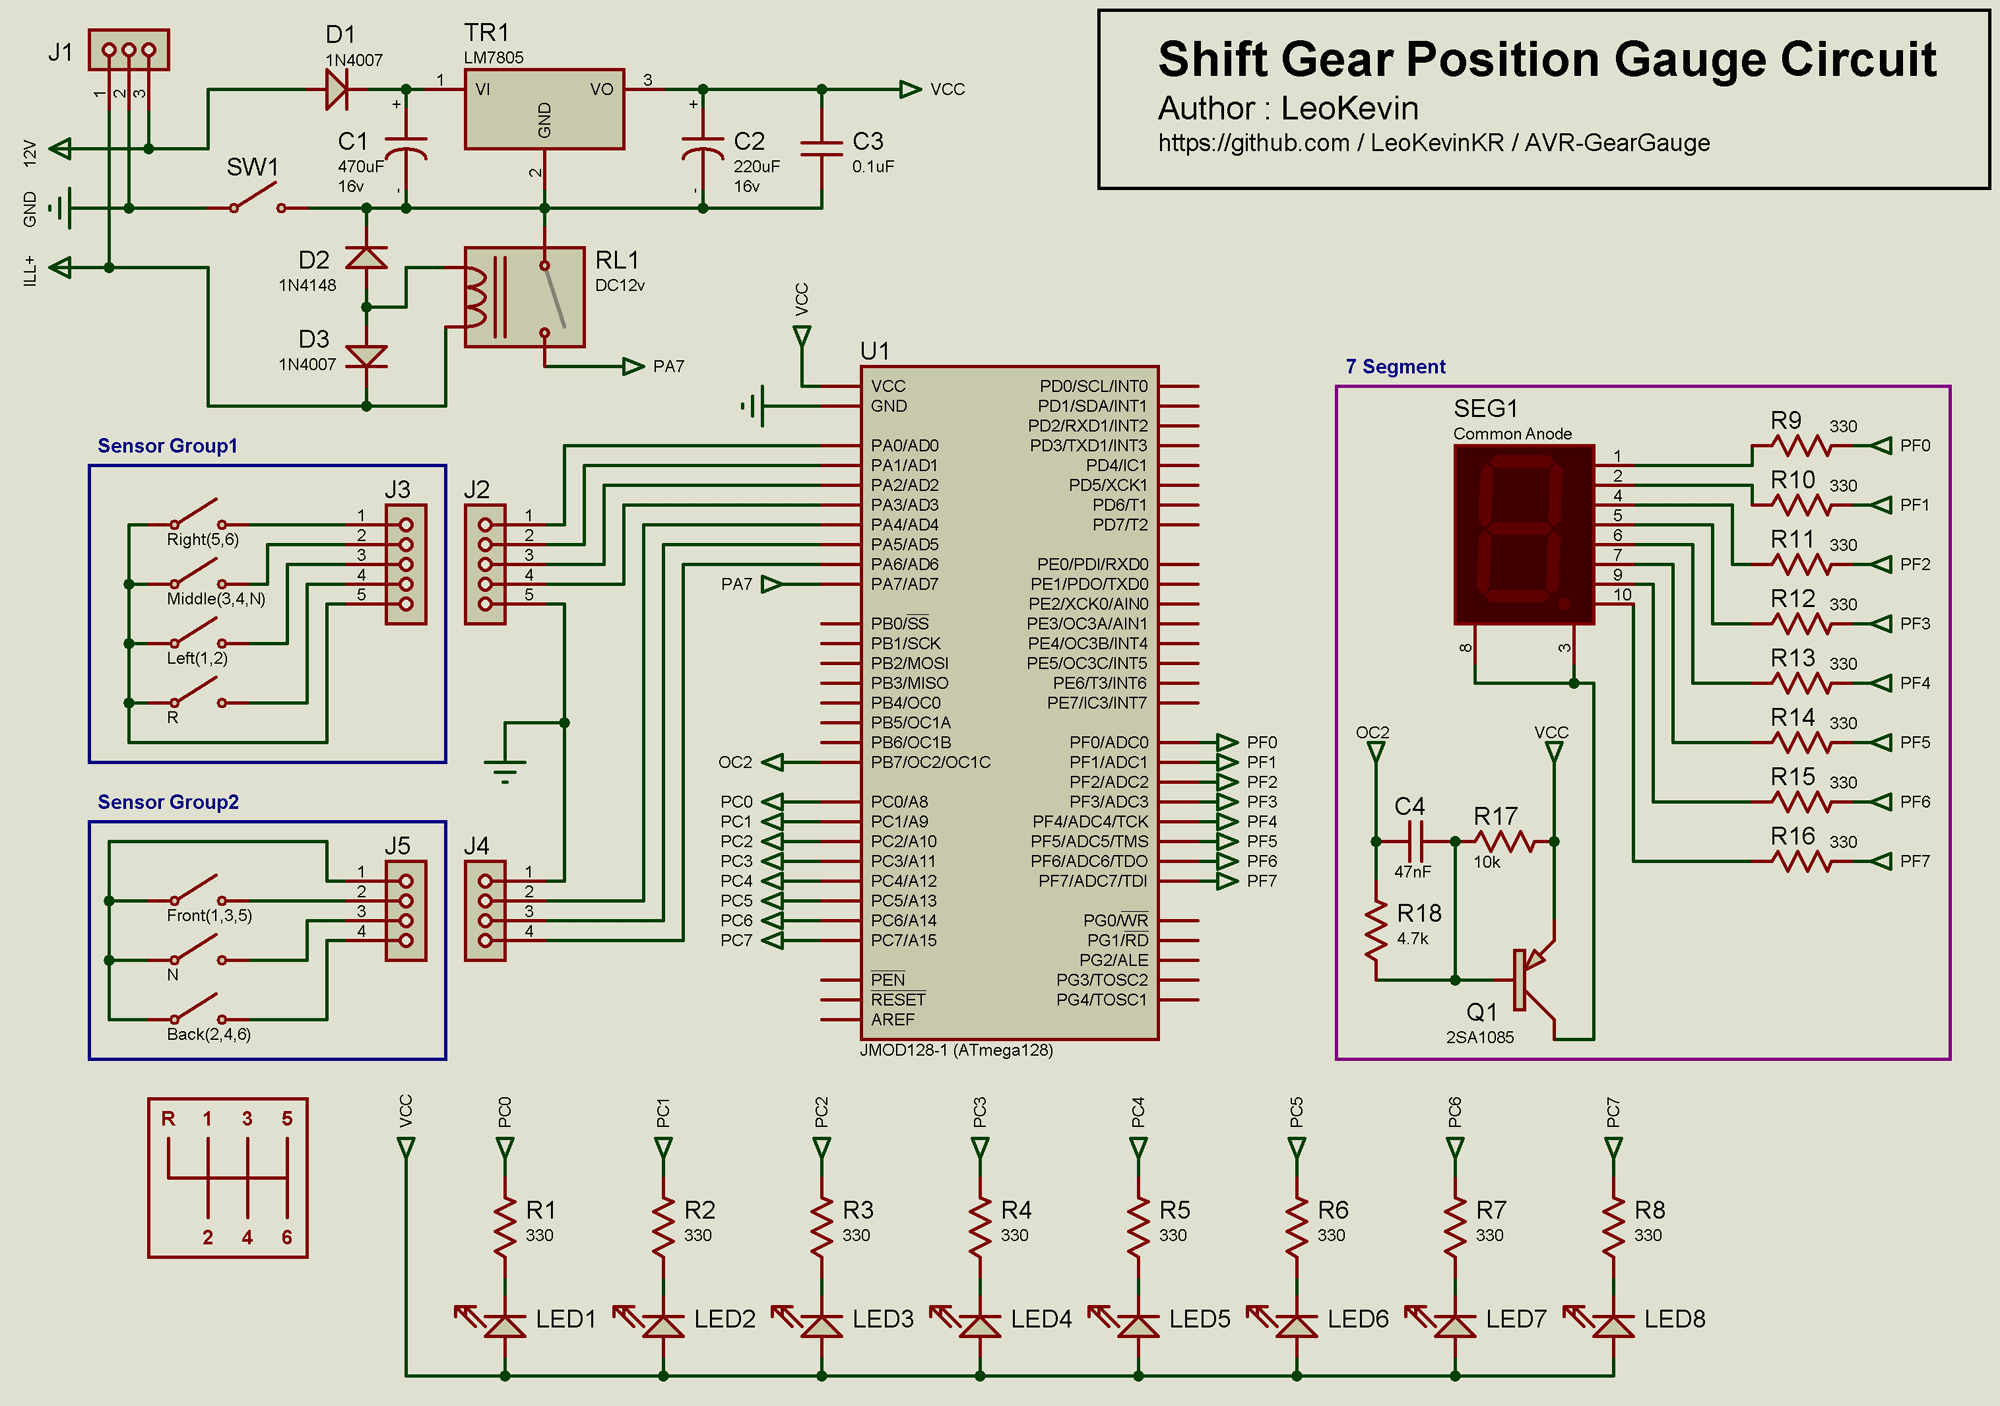 Shift Gear Position Gauge Circuit
Author : LeoKevin
https://github.com / LeoKevinKR / AVR-GearGauge
J1
1
2
3
12V
GND
ILL+
SW1
D1
1N4007
TR1
LM7805
1
VI
VO
3
GND
2
VCC
+
C1
470uF
16v
-
+
C2
220uF
16v
-
C3
0.1uF
D2
1N4148
D3
1N4007
RL1
DC12v
PA7
Sensor Group1
Right(5,6)
Middle(3,4,N)
Left(1,2)
R
J3
1
2
3
4
5
J2
1
2
3
4
5
Sensor Group2
Front(1,3,5)
N
Back(2,4,6)
J5
1
2
3
4
J4
1
2
3
4
VCC
U1
VCC
GND
PA0/AD0
PA1/AD1
PA2/AD2
PA3/AD3
PA4/AD4
PA5/AD5
PA6/AD6
PA7
PA7/AD7
PB0/SS
PB1/SCK
PB2/MOSI
PB3/MISO
PB4/OC0
PB5/OC1A
PB6/OC1B
OC2
PB7/OC2/OC1C
PC0
PC0/A8
PC1
PC1/A9
PC2
PC2/A10
PC3
PC3/A11
PC4
PC4/A12
PC5
PC5/A13
PC6
PC6/A14
PC7
PC7/A15
PEN
RESET
AREF
PD0/SCL/INT0
PD1/SDA/INT1
PD2/RXD1/INT2
PD3/TXD1/INT3
PD4/IC1
PD5/XCK1
PD6/T1
PD7/T2
PE0/PDI/RXD0
PE1/PDO/TXD0
PE2/XCK0/AIN0
PE3/OC3A/AIN1
PE4/OC3B/INT4
PE5/OC3C/INT5
PE6/T3/INT6
PE7/IC3/INT7
PF0/ADC0
PF0
PF1/ADC1
PF1
PF2/ADC2
PF2
PF3/ADC3
PF3
PF4/ADC4/TCK
PF4
PF5/ADC5/TMS
PF5
PF6/ADC6/TDO
PF6
PF7/ADC7/TDI
PF7
PG0/WR
PG1/RD
PG2/ALE
PG3/TOSC2
PG4/TOSC1
JMOD128-1 (ATmega128)
7 Segment
SEG1
Common Anode
1
2
4
5
6
7
9
10
8
3
R9 330 PF0
R10 330 PF1
R11 330 PF2
R12 330 PF3
R13 330 PF4
R14 330 PF5
R15 330 PF6
R16 330 PF7
OC2
VCC
C4
47nF
R17
10k
R18
4.7k
Q1
2SA1085
R 1 3 5
2 4 6
VCC
PC0
PC1
PC2
PC3
PC4
PC5
PC6
PC7
R1
330
R2
330
R3
330
R4
330
R5
330
R6
330
R7
330
R8
330
LED1
LED2
LED3
LED4
LED5
LED6
LED7
LED8